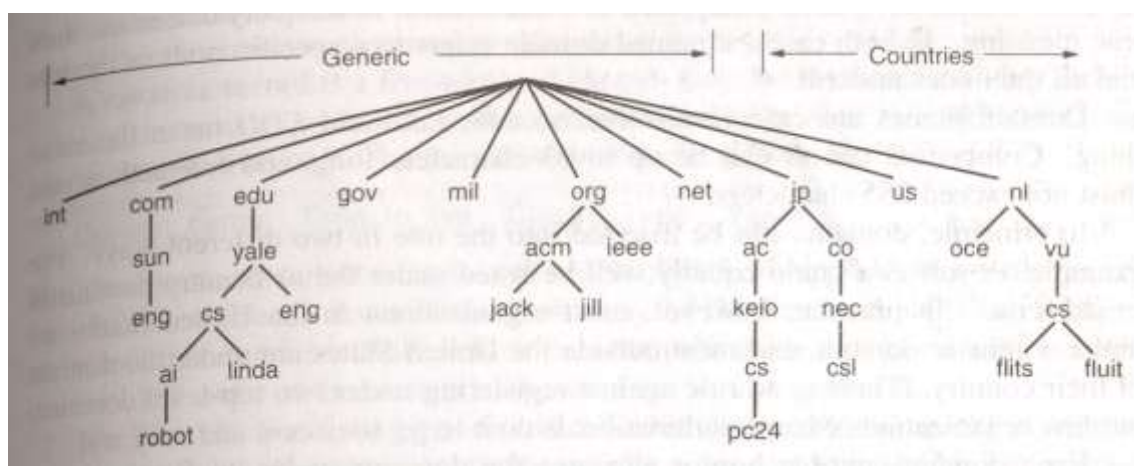 Generic Countries
int com edu gov mil org net jp us nl
sun yale acm ieee ac co oce vu
eng cs eng jack jill keio nec cs
ai linda cs csl flits fluit
robot pc24